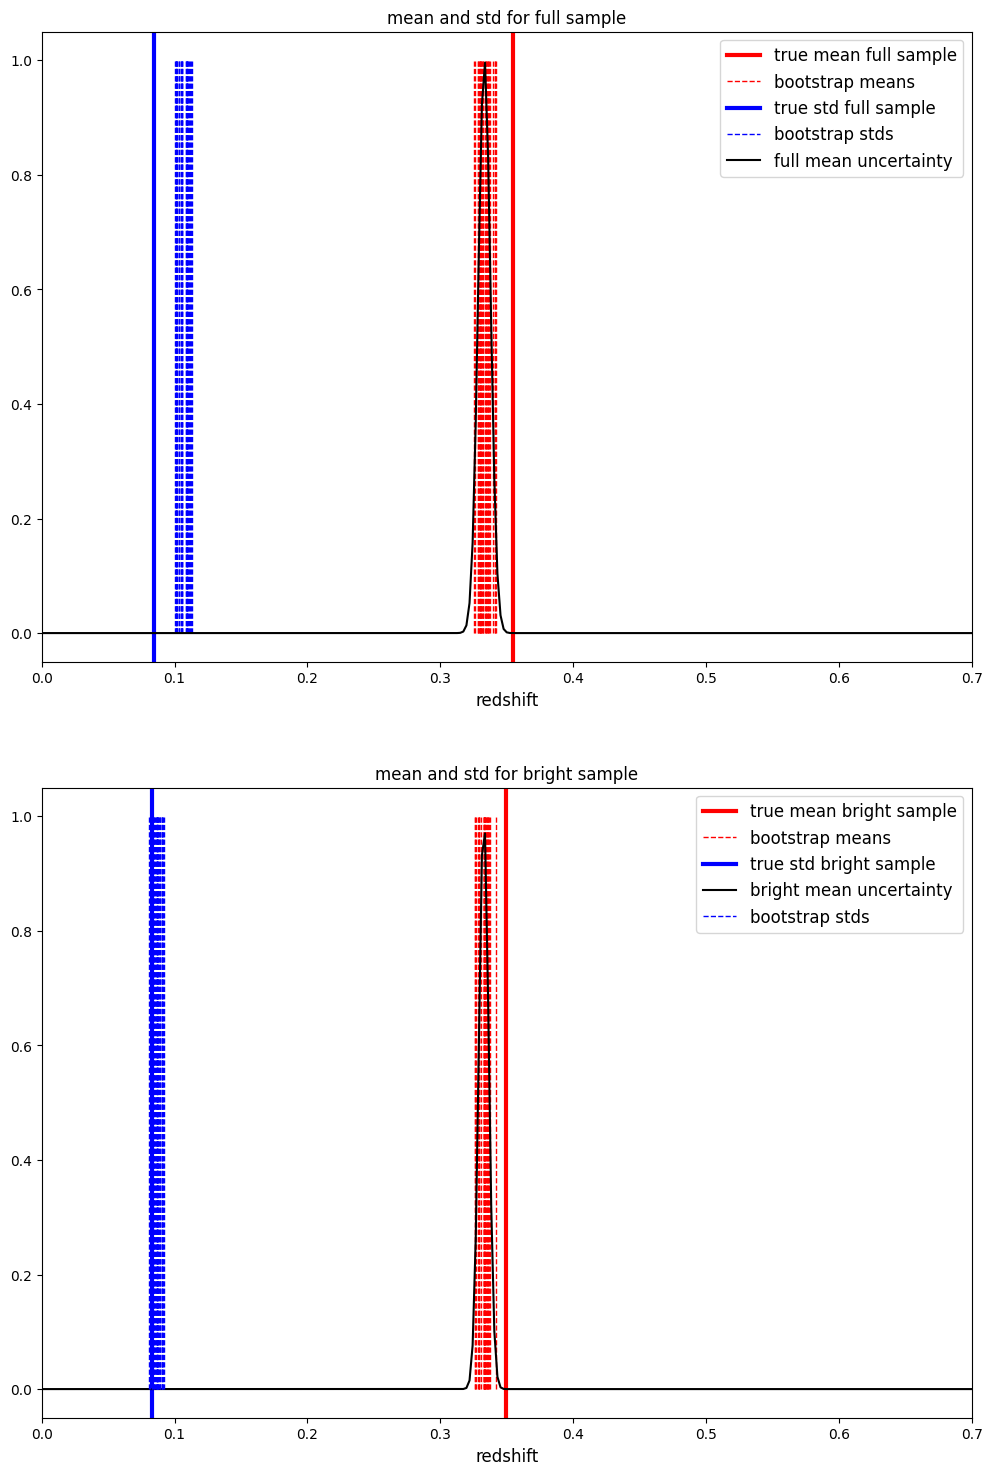 mean and std for full sample
1.0
0.8
0.6
0.4
0.2
0.0
true mean full sample
bootstrap means
true std full sample
bootstrap stds
full mean uncertainty
0.0 0.1 0.2 0.3 0.4 0.5 0.6 0.7
redshift
mean and std for bright sample
1.0
0.8
0.6
0.4
0.2
0.0
true mean bright sample
bootstrap means
true std bright sample
bright mean uncertainty
bootstrap stds
0.0 0.1 0.2 0.3 0.4 0.5 0.6 0.7
redshift